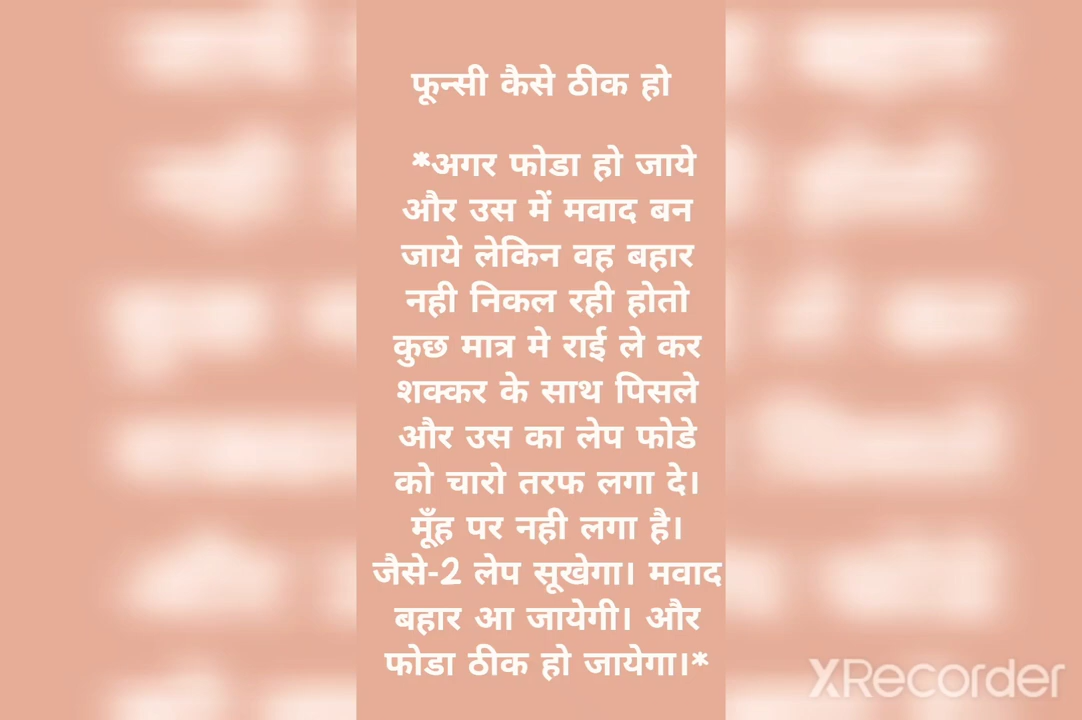 फून्सी कैसे ठीक हो
*अगर फोडा हो जाये
और उस में मवाद बन
जाये लेकिन वह बहार
नही निकल रही होतो
कुछ मात्र मे राई ले कर
शक्कर के साथ पिसले
और उस का लेप फोडे
को चारो तरफ लगा दे।
मूँह पर नही लगा है।
जैसे-2 लेप सूखेगा। मवाद
बहार आ जायेगी। और
फोडा ठीक हो जायेगा।*
XRecorder